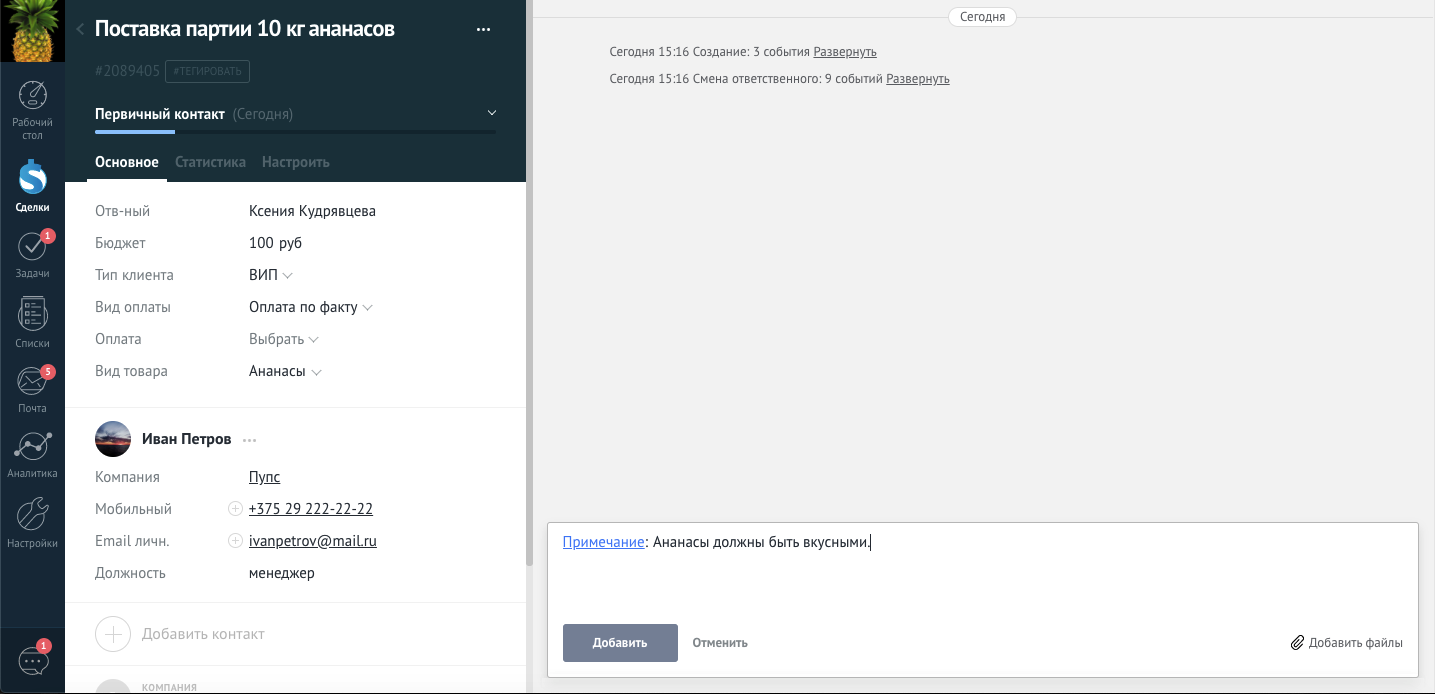 Рабочий
стол
Сделки
1
Задачи
Списки
5
Почта
Аналитика
Настройки
1
Поставка партии 10 кг ананасов
#2089405 #ТЕГИРОВАТЬ
Первичный контакт (Сегодня)
Основное Статистика Настроить
Отв-ный Ксения Кудрявцева
Бюджет 100 руб
Тип клиента ВИП
Вид оплаты Оплата по факту
Оплата Выбрать
Вид товара Ананасы
Иван Петров
Компания Пупс
Мобильный +375 29 222-22-22
Email личн. ivanpetrov@mail.ru
Должность менеджер
Добавить контакт
КОМПАНИЯ
Сегодня
Сегодня 15:16 Создание: 3 события Развернуть
Сегодня 15:16 Смена ответственного: 9 событий Развернуть
Примечание: Ананасы должны быть вкусными.
Добавить Отменить Добавить файлы